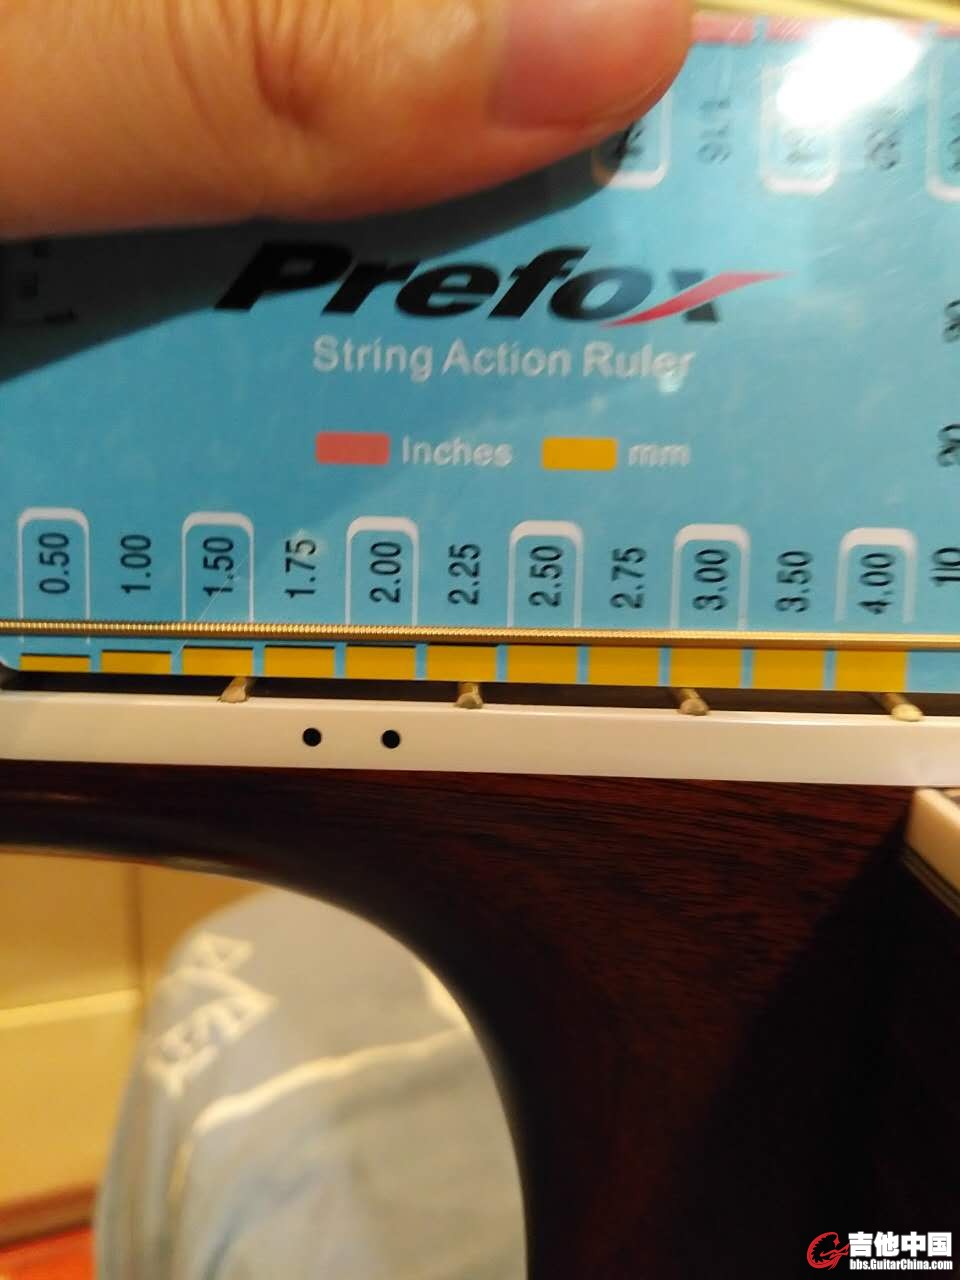 Prefox
String Action Ruler
Inches mm
0.50 1.00 1.50 1.75 2.00 2.25 2.50 2.75 3.00 3.50 4.00
吉他中国
bbs.GuitarChina.com